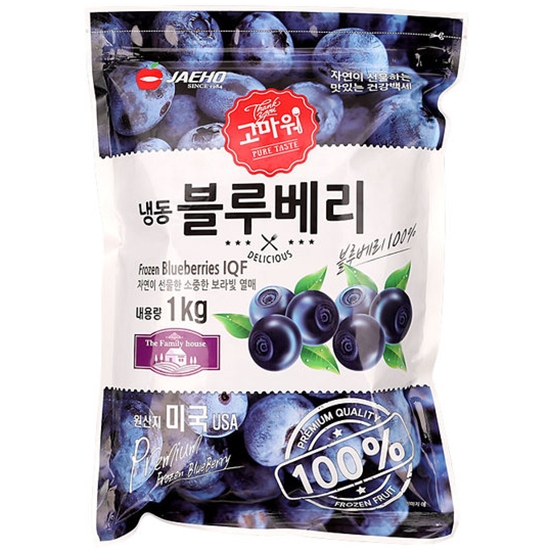 JAEHO
SINCE 1984
자연이 선물하는
맛있는 건강백세
Thank you
고마워
PURE TASTE
냉동 블루베리
DELICIOUS
블루베리 100%
Frozen Blueberries IQF
자연이 선물한 소중한 보라빛 열매
내용량 1kg
The Family house
원산지 미국 USA
Premium
Frozen BlueBerry
PREMIUM QUALITY
100%
FROZEN FRUIT